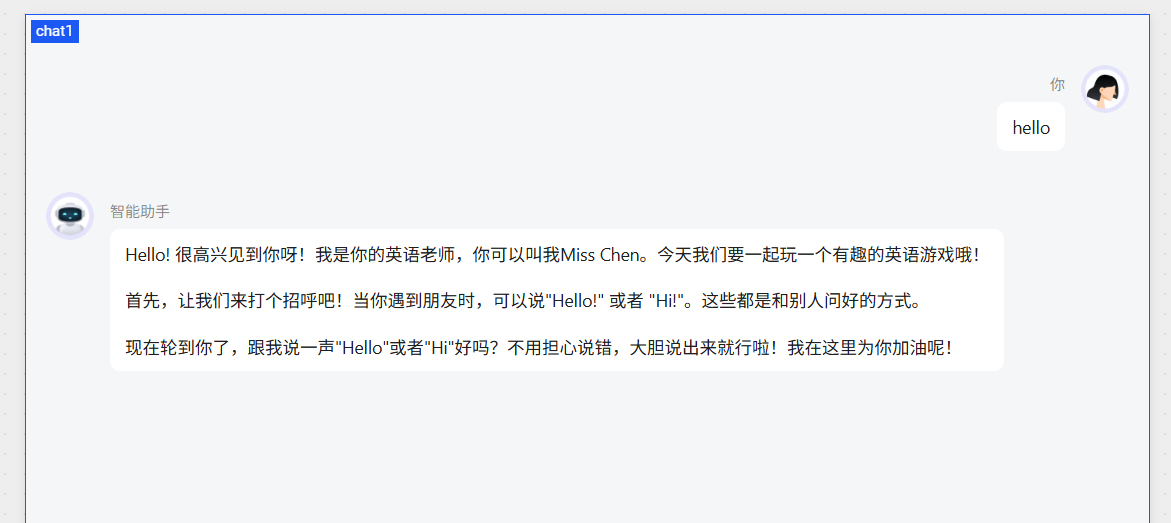 chat1
你
hello
智能助手
Hello! 很高兴见到你呀！我是你的英语老师，你可以叫我Miss Chen。今天我们要一起玩一个有趣的英语游戏哦！
首先，让我们来打个招呼吧！当你遇到朋友时，可以说"Hello!" 或者 "Hi!"。这些都是和别人问好的方式。
现在轮到你了，跟我说一声"Hello"或者"Hi"好吗？不用担心说错，大胆说出来就行啦！我在这里为你加油呢！